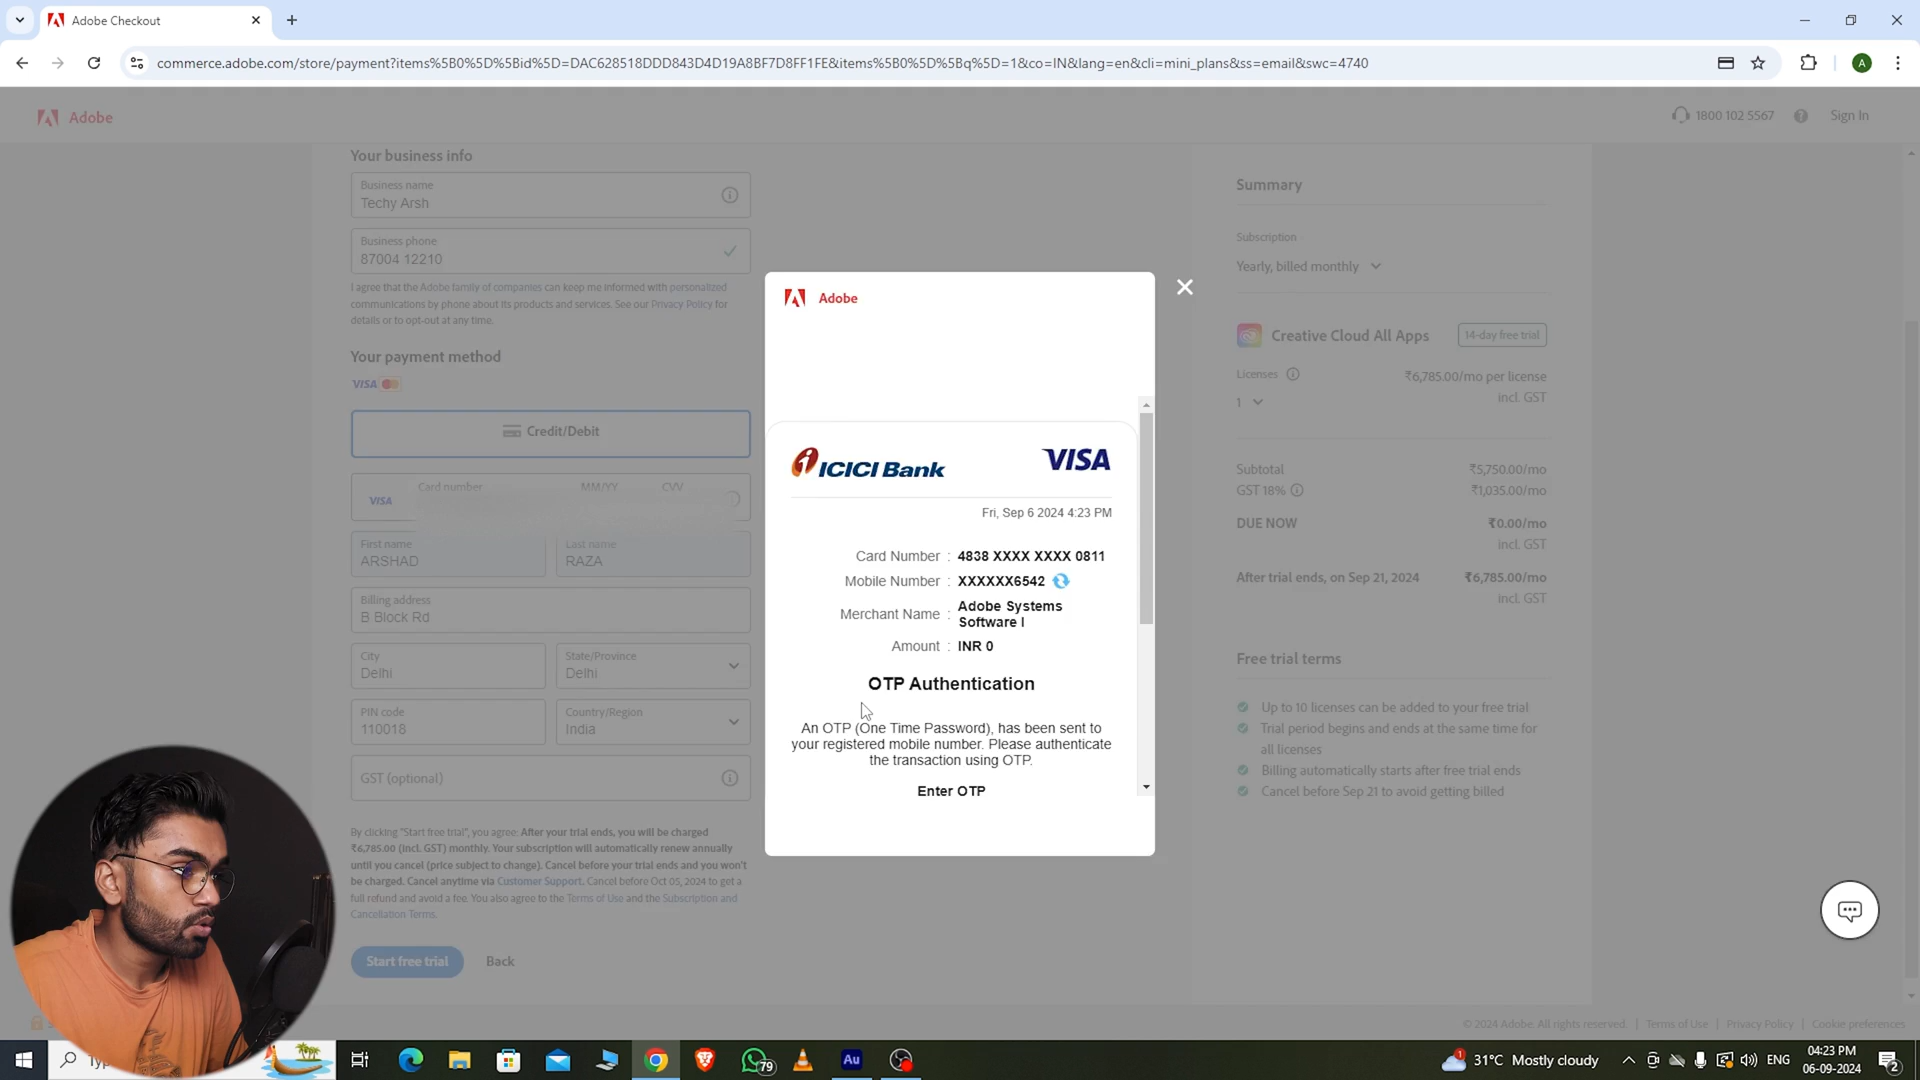 Adobe Checkout
commerce.adobe.com/store/payment?items%5B0%5D%5Bid%5D=DAC628518DDD843D4D19A8BF7D8FF1FE&items%5B0%5D%5Bq%5D=1&co=IN&lang=en&cli=mini_plans&ss=email&swc=4740
A
Adobe
1800 102 5567
Sign In
Your business info
Business name
Techy Arsh
Business phone
87004 12210
I agree that the Adobe family of companies can keep me informed with personalized
communications by phone about its products and services. See our Privacy Policy for
details or to opt-out at any time.
Your payment method
VISA
Credit/Debit
VISA
Card number
MM/YY
CVV
First name
ARSHAD
Last name
RAZA
Billing address
B Block Rd
City
Delhi
State/Province
Delhi
PIN code
110018
Country/Region
India
GST (optional)
By clicking "Start free trial", you agree: After your trial ends, you will be charged
₹6,785.00 (incl. GST) monthly. Your subscription will automatically renew annually
until you cancel (price subject to change). Cancel before your trial ends and you won't
be charged. Cancel anytime via Customer Support. Cancel before Oct 05, 2024 to get a
full refund and avoid a fee. You also agree to the Terms of Use and the Subscription and
Cancellation Terms.
Start free trial
Back
Adobe
ICICI Bank
VISA
Fri, Sep 6 2024 4:23 PM
Card Number : 4838 XXXX XXXX 0811
Mobile Number : XXXXXX6542
Merchant Name : Adobe Systems
Software I
Amount : INR 0
OTP Authentication
An OTP (One Time Password), has been sent to
your registered mobile number. Please authenticate
the transaction using OTP.
Enter OTP
Summary
Subscription
Yearly, billed monthly
Creative Cloud All Apps
14-day free trial
Licenses
₹6,785.00/mo per license
incl. GST
1
Subtotal
₹5,750.00/mo
GST 18%
₹1,035.00/mo
DUE NOW
₹0.00/mo
incl. GST
After trial ends, on Sep 21, 2024
₹6,785.00/mo
incl. GST
Free trial terms
Up to 10 licenses can be added to your free trial
Trial period begins and ends at the same time for
all licenses
Billing automatically starts after free trial ends
Cancel before Sep 21 to avoid getting billed
© 2024 Adobe. All rights reserved. | Terms of Use | Privacy Policy | Cookie preferences
79
Au
1
31°C Mostly cloudy
ENG
04:23 PM
06-09-2024
2